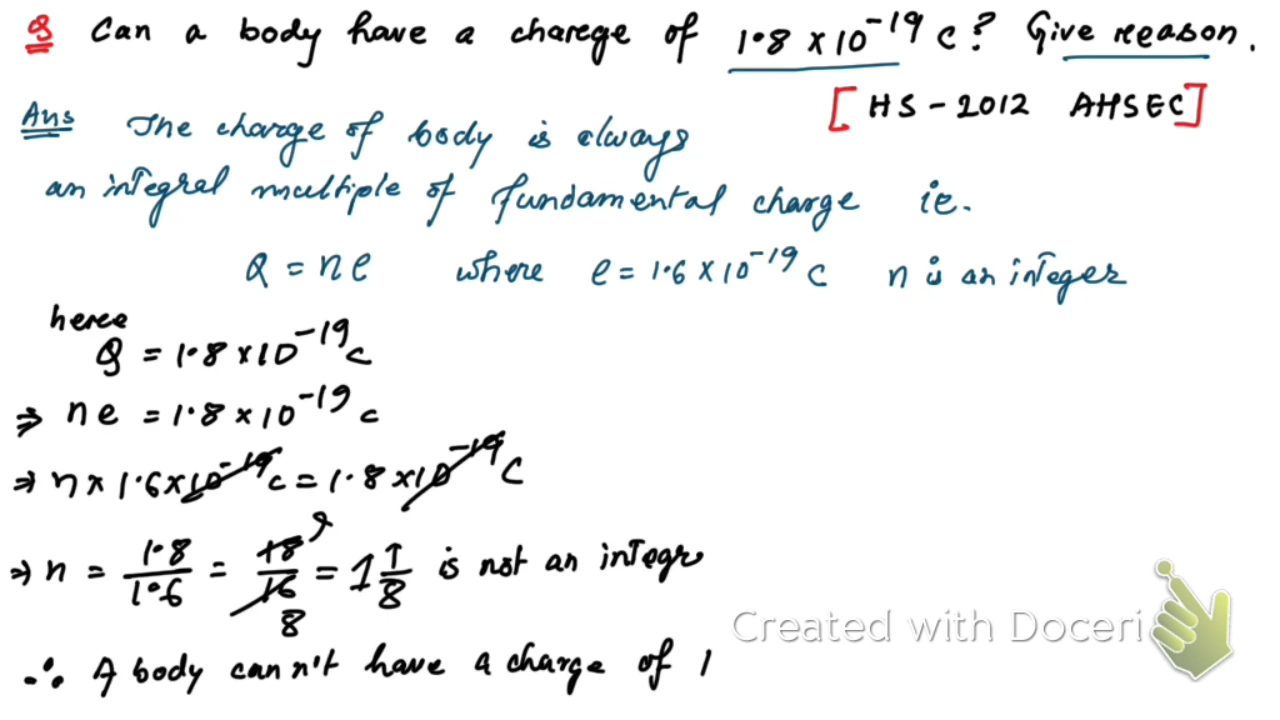 Q Can a body have a charege of 1.8 × 10⁻¹⁹ C? Give reason.
[HS - 2012 AHSEC]
Ans The charge of body is always
an integral multiple of fundamental charge ie.
Q = ne where e = 1.6 × 10⁻¹⁹ C n is an integer
heree
Q = 1.8 × 10⁻¹⁹ C
⇒ ne = 1.8 × 10⁻¹⁹ C
⇒ n × 1.6 × 10⁻¹⁹ C = 1.8 × 10⁻¹⁹ C
⇒ n = 1.8/1.6 = 18/16 9/8 = 1 1/8 is not an integr
∴ A body can n't have a charge of 1
Created with Doceri